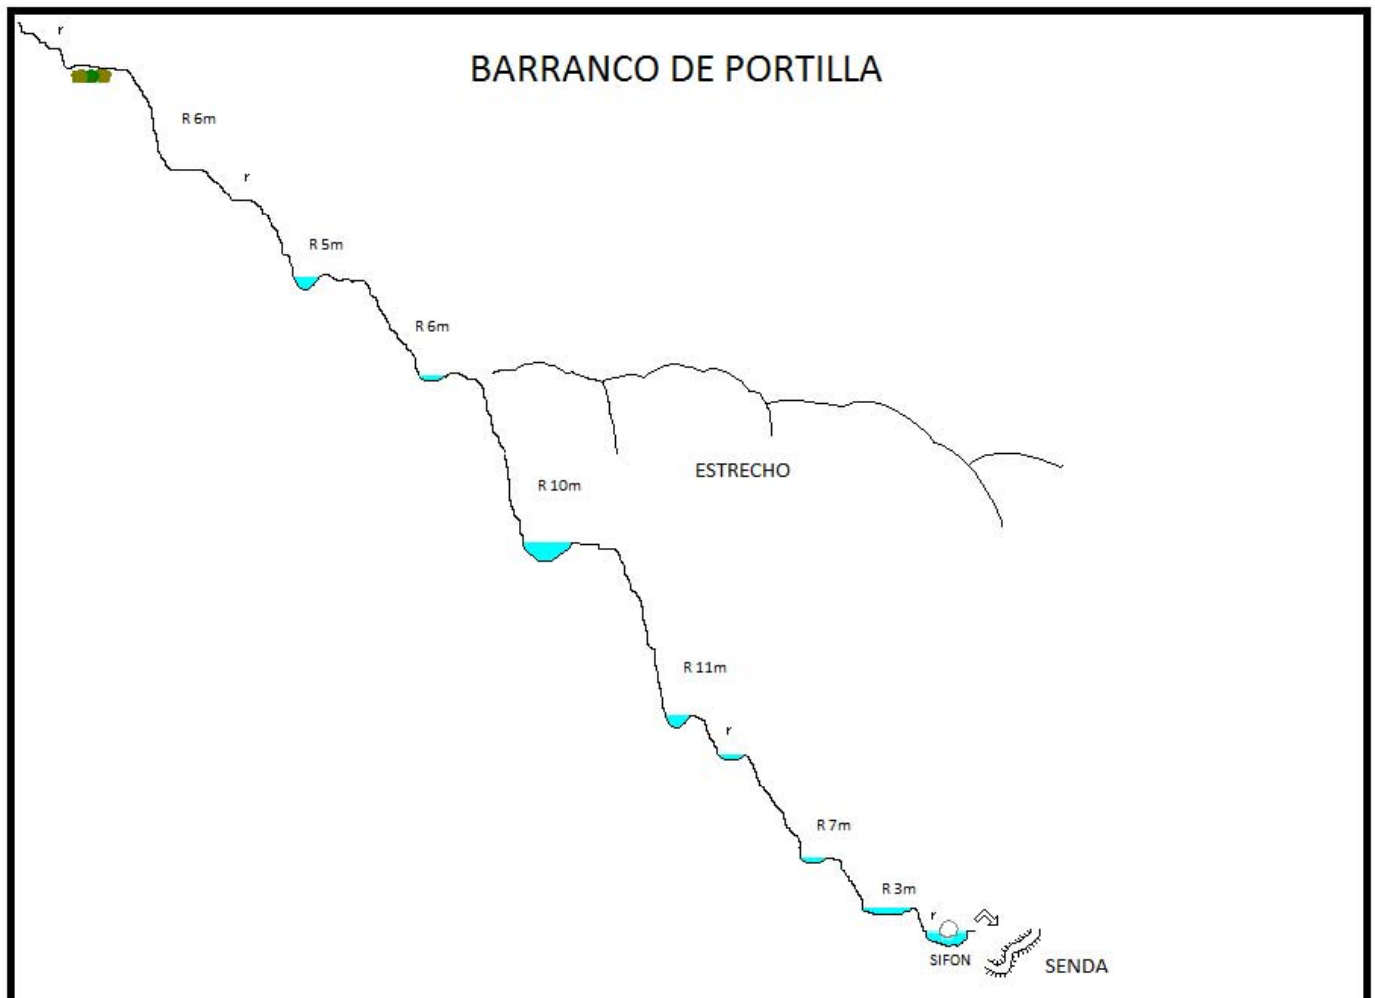 r
BARRANCO DE PORTILLA
R 6m
r
R 5m
R 6m
ESTRECHO
R 10m
R 11m
r
R 7m
R 3m
r
SIFON
SENDA